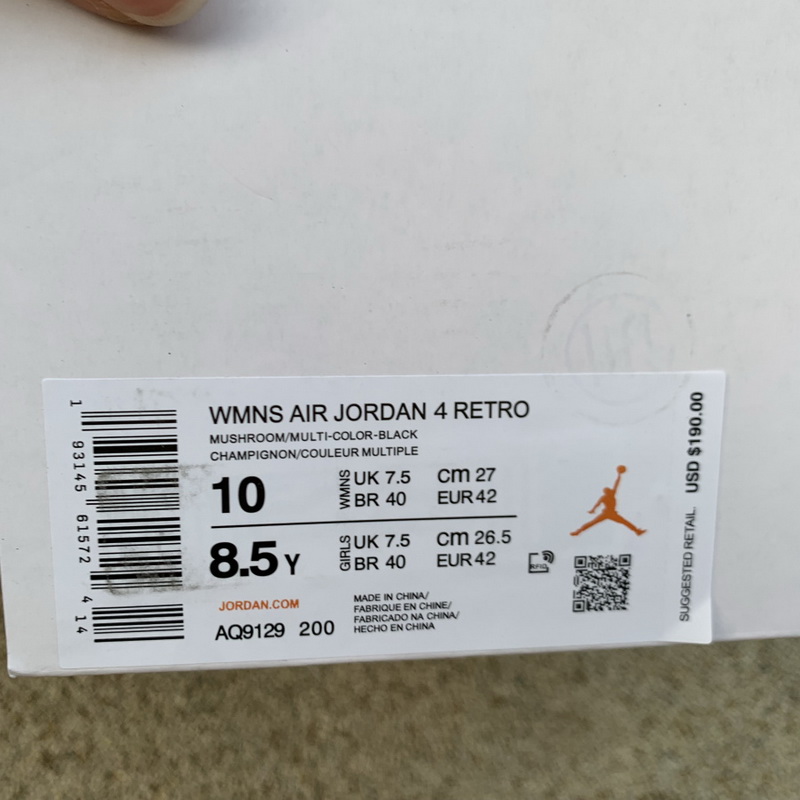 WMNS AIR JORDAN 4 RETRO
MUSHROOM/MULTI-COLOR-BLACK
CHAMPIGNON/COULEUR MULTIPLE
10
WMNS
UK 7.5 cm 27
BR 40 EUR 42
8.5 Y
GIRLS
UK 7.5 cm 26.5
BR 40 EUR 42
RFID
JORDAN.COM
AQ9129 200
MADE IN CHINA/
FABRIQUE EN CHINE/
FABRICADO NA CHINA/
HECHO EN CHINA
1 93145 61572 4 14
SUGGESTED RETAIL. USD $190.00